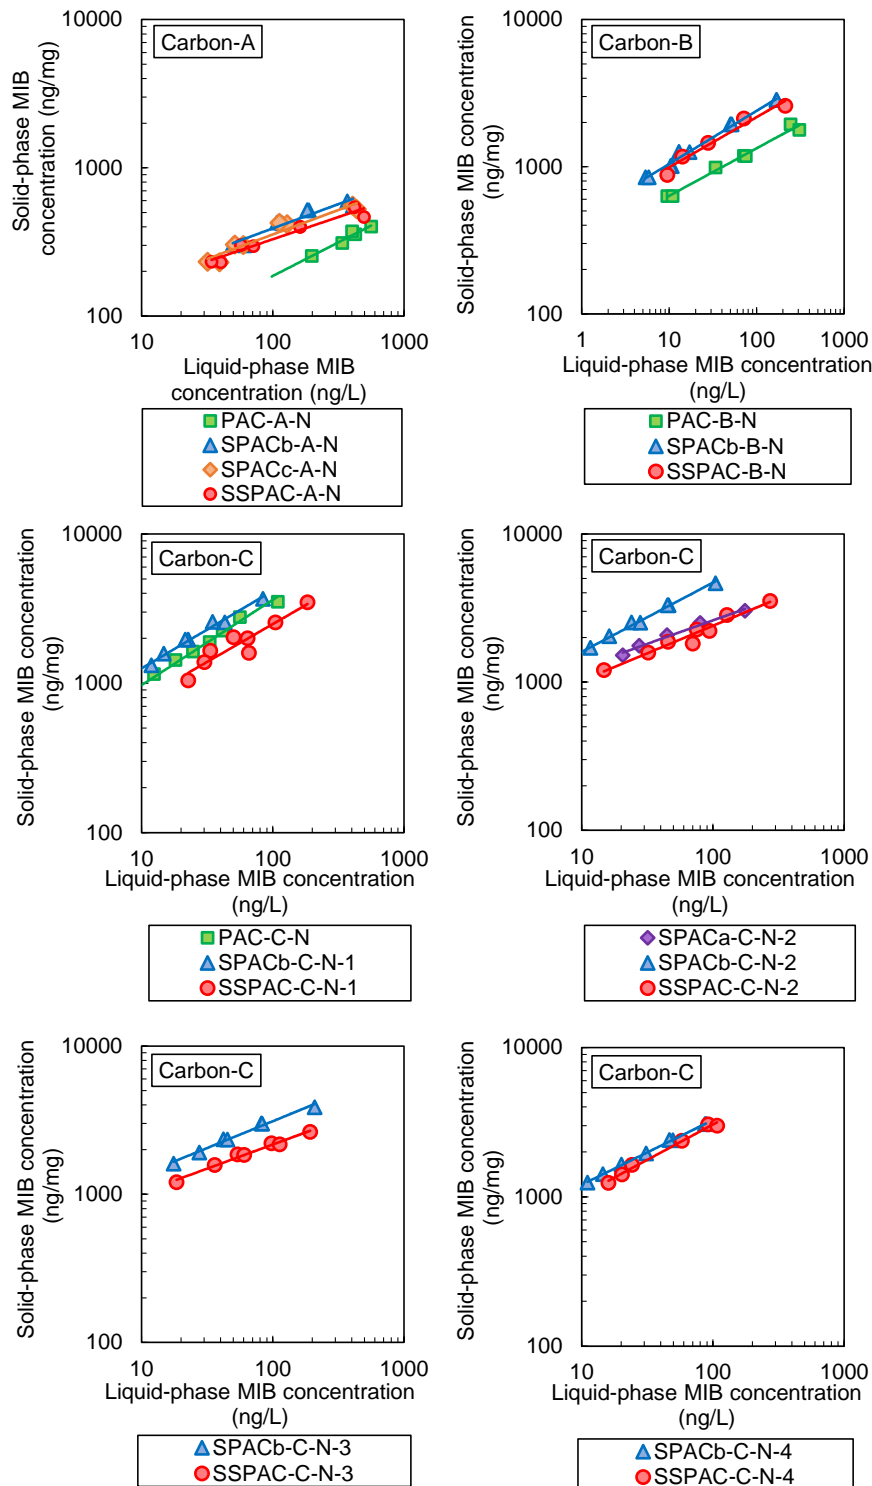 Solid-phase MIB
concentration (ng/mg)
10000
1000
100
Carbon-A
10 100 1000
Liquid-phase MIB
concentration (ng/L)
PAC-A-N
SPACb-A-N
SPACc-A-N
SSPAC-A-N
Solid-phase MIB concentration
(ng/mg)
10000
1000
100
Carbon-B
1 10 100 1000
Liquid-phase MIB concentration
(ng/L)
PAC-B-N
SPACb-B-N
SSPAC-B-N
Solid-phase MIB concentration
(ng/mg)
10000
1000
100
Carbon-C
10 100 1000
Liquid-phase MIB concentration
(ng/L)
PAC-C-N
SPACb-C-N-1
SSPAC-C-N-1
Solid-phase MIB concentration
(ng/mg)
10000
1000
100
Carbon-C
10 100 1000
Liquid-phase MIB concentration
(ng/L)
SPACa-C-N-2
SPACb-C-N-2
SSPAC-C-N-2
Solid-phase MIB concentration
(ng/mg)
10000
1000
100
Carbon-C
10 100 1000
Liquid-phase MIB concentration
(ng/L)
SPACb-C-N-3
SSPAC-C-N-3
Solid-phase MIB concentration
(ng/mg)
10000
1000
100
Carbon-C
10 100 1000
Liquid-phase MIB concentration
(ng/L)
SPACb-C-N-4
SSPAC-C-N-4